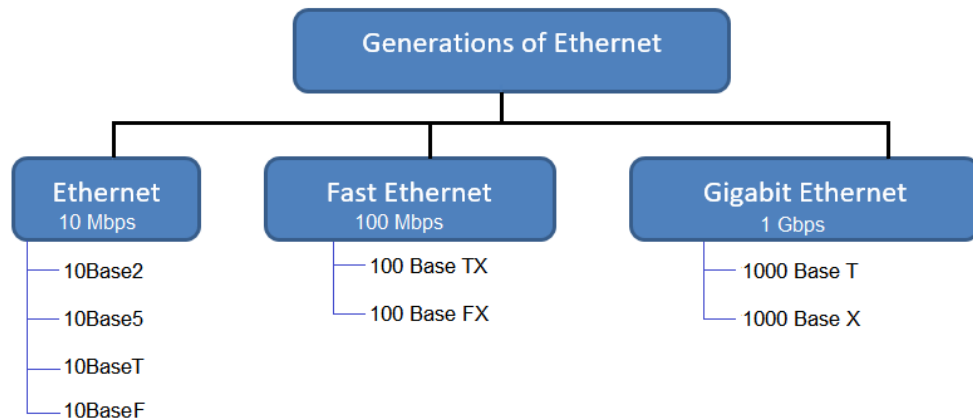 Generations of Ethernet
Ethernet
10 Mbps
10Base2
10Base5
10BaseT
10BaseF
Fast Ethernet
100 Mbps
100 Base TX
100 Base FX
Gigabit Ethernet
1 Gbps
1000 Base T
1000 Base X